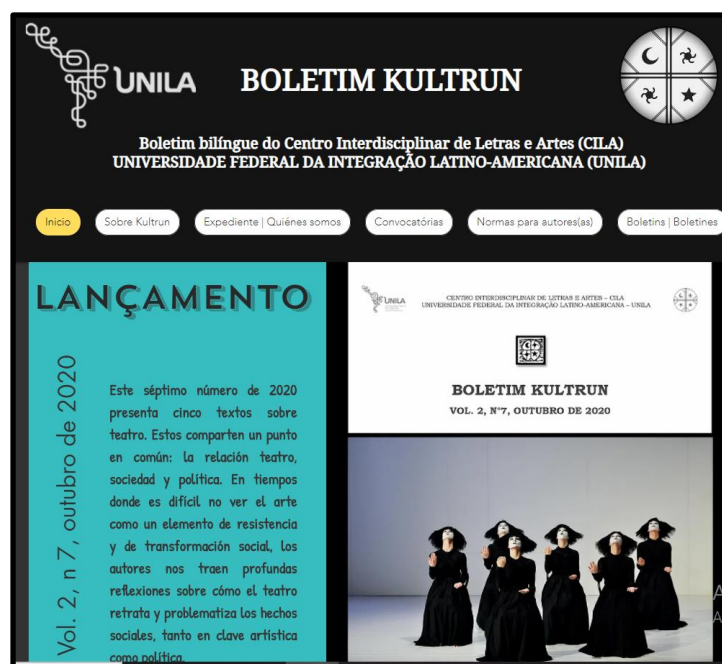 UNILA
BOLETIM KULTRUN
Boletim bilíngue do Centro Interdisciplinar de Letras e Artes (CILA)
UNIVERSIDADE FEDERAL DA INTEGRAÇÃO LATINO-AMERICANA (UNILA)
Inicio
Sobre Kultrun
Expediente | Quiénes somos
Convocatórias
Normas para autores(as)
Boletins | Boletines
LANÇAMENTO
Vol. 2, n 7, outubro de 2020
Este séptimo número de 2020
presenta cinco textos sobre
teatro. Estos comparten un punto
en común: la relación teatro,
sociedad y política. En tiempos
donde es difícil no ver el arte
como un elemento de resistencia
y de transformación social, los
autores nos traen profundas
reflexiones sobre cómo el teatro
retrata y problematiza los hechos
sociales, tanto en clave artística
como política.
UNILA
CENTRO INTERDISCIPLINAR DE LETRAS E ARTES – CILA
UNIVERSIDADE FEDERAL DA INTEGRAÇÃO LATINO-AMERICANA – UNILA
BOLETIM KULTRUN
VOL. 2, N°7, OUTUBRO DE 2020